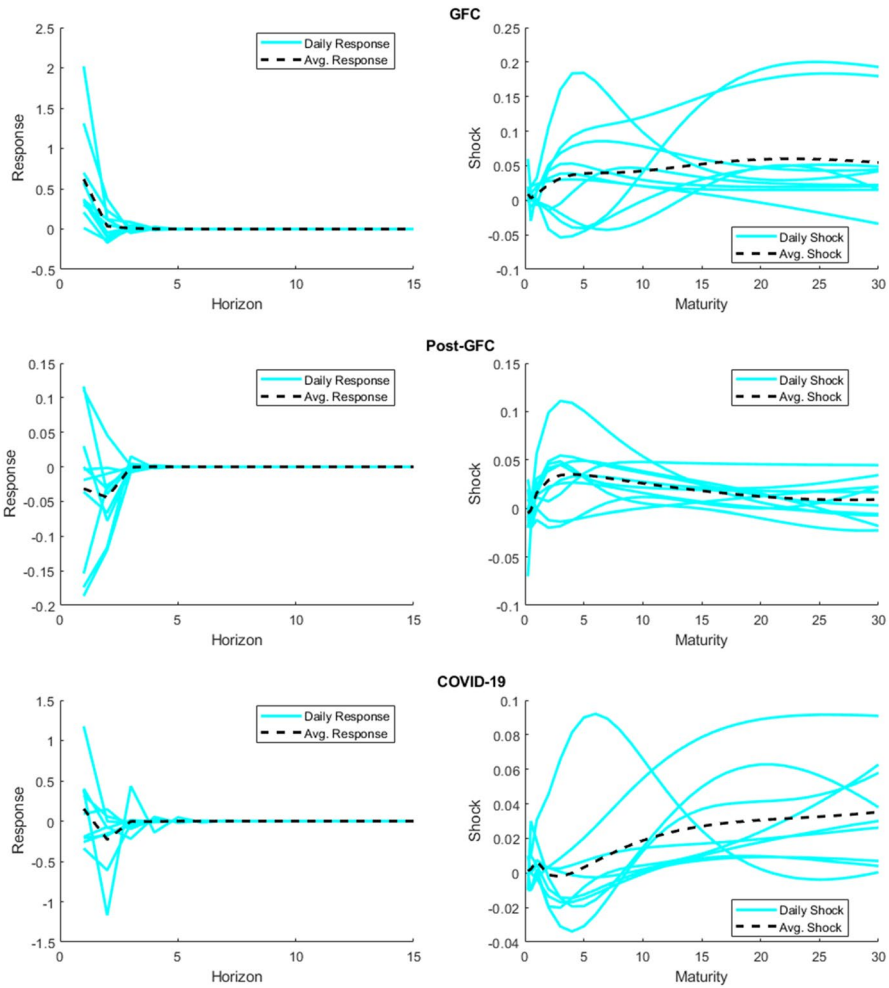 GFC
2.5
2
1.5
1
0.5
0
-0.5
Response
0
5
10
15
Horizon
Daily Response
Avg. Response
0.25
0.2
0.15
0.1
0.05
0
-0.05
-0.1
Shock
0
5
10
15
20
25
30
Maturity
Daily Shock
Avg. Shock
Post-GFC
0.15
0.1
0.05
0
-0.05
-0.1
-0.15
-0.2
Response
0
5
10
15
Horizon
Daily Response
Avg. Response
0.15
0.1
0.05
0
-0.05
-0.1
Shock
0
5
10
15
20
25
30
Maturity
Daily Shock
Avg. Shock
COVID-19
1.5
1
0.5
0
-0.5
-1
-1.5
Response
0
5
10
15
Horizon
Daily Response
Avg. Response
0.1
0.08
0.06
0.04
0.02
0
-0.02
-0.04
Shock
0
5
10
15
20
25
30
Maturity
Daily Shock
Avg. Shock